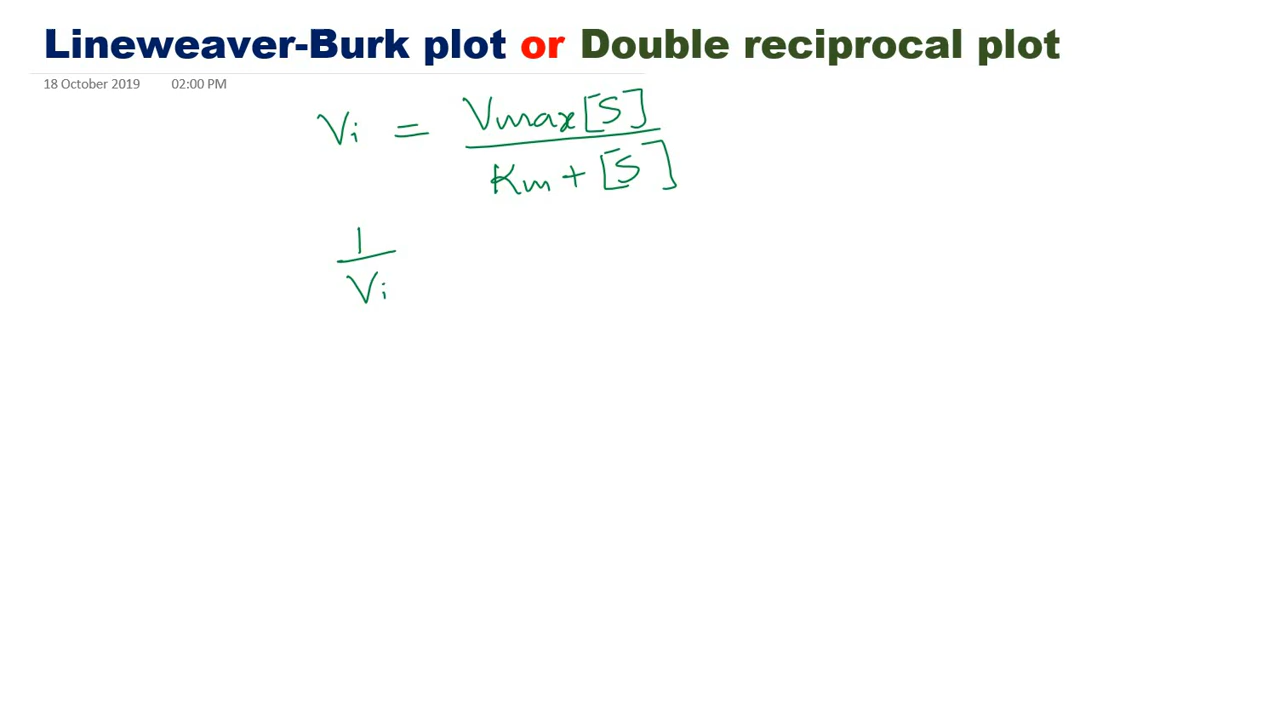 Lineweaver-Burk plot or Double reciprocal plot
18 October 2019 02:00 PM
Vi = Vmax[S]
Km + [S]
1
Vi